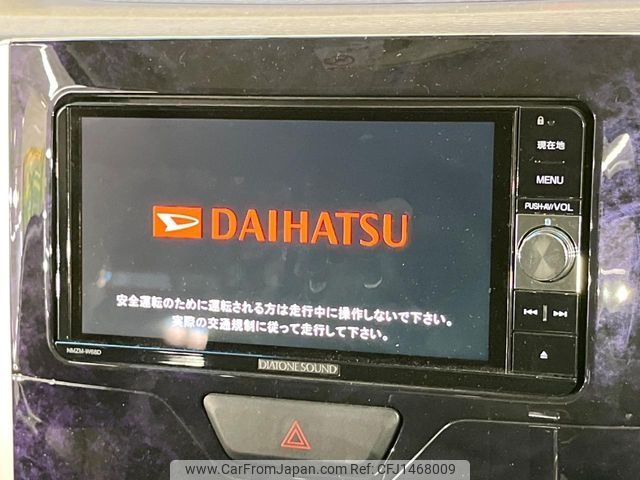 現在地
MENU
PUSH-AV/VOL
DAIHATSU
安全運転のために運転される方は走行中に操作しないで下さい。
実際の交通規制に従って走行して下さい。
NMZM-W68D
DIATONE SOUND
www.CarFromJapan.com | CFJ1468009